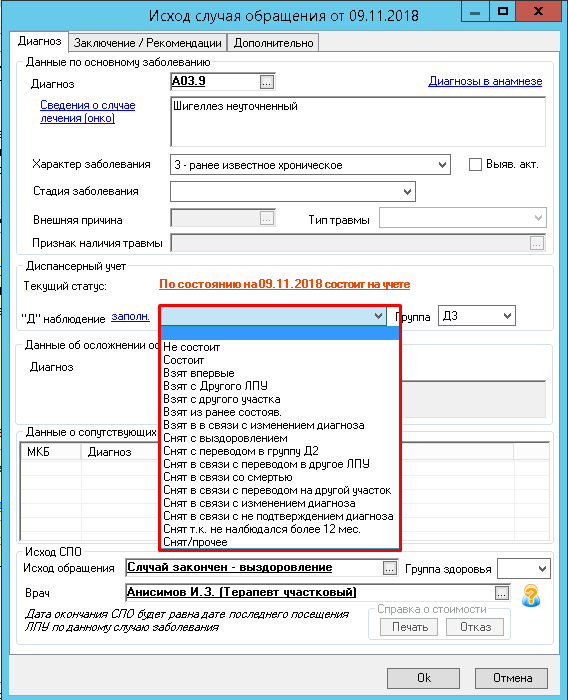 Исход случая обращения от 09.11.2018
Диагноз Заключение / Рекомендации Дополнительно
Данные по основному заболеванию
Диагноз A03.9 ... Диагнозы в анамнезе
Сведения о случае лечения (онко)
Шигеллез неуточненный
Характер заболевания 3 - ранее известное хроническое Выяв. акт.
Стадия заболевания
Внешняя причина ... Тип травмы
Признак наличия травмы ...
Диспансерный учет
Текущий статус: По состоянию на 09.11.2018 состоит на учете
"Д" наблюдение заполн. Группа Д3
Не состоит
Состоит
Взят впервые
Взят с Другого ЛПУ
Взят с другого участка
Взят из ранее состояв.
Взят в в связи с изменением диагноза
Снят с выздоровлением
Снят с переводом в группу Д2
Снят в связи с переводом в другое ЛПУ
Снят в связи со смертью
Снят в связи с переводом на другой участок
Снят в связи с изменением диагноза
Снят в связи с не подтверждением диагноза
Снят т.к. не налбюдался более 12 мес.
Снят/прочее
Данные об осложнении ос
Диагноз
Данные о сопутствующих
МКБ Диагноз
Исход СПО
Исход обращения Случай закончен - выздоровление ... Группа здоровья
Врач Анисимов И.З. (Терапевт участковый) ...
Дата окончания СПО будет равна дате последнего посещения
ЛПУ по данному случаю заболевания
Справка о стоимости
Печать Отказ
Ok Отмена